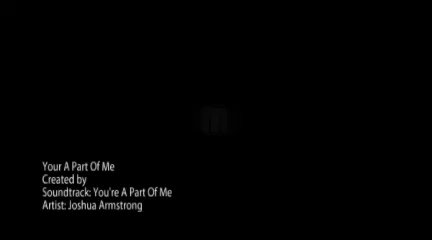 Your A Part Of Me
Created by
Soundtrack: You're A Part Of Me
Artist: Joshua Armstrong